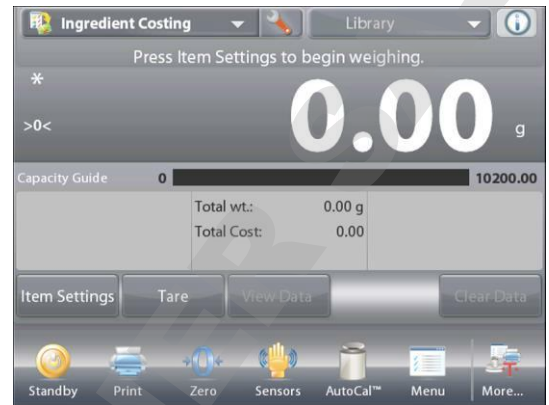 Ingredient Costing
Library
Press Item Settings to begin weighing.
*
>0<
0.00 g
Capacity Guide 0 10200.00
Total wt.: 0.00 g
Total Cost: 0.00
Item Settings Tare View Data Clear Data
Standby Print Zero Sensors AutoCal™ Menu More...